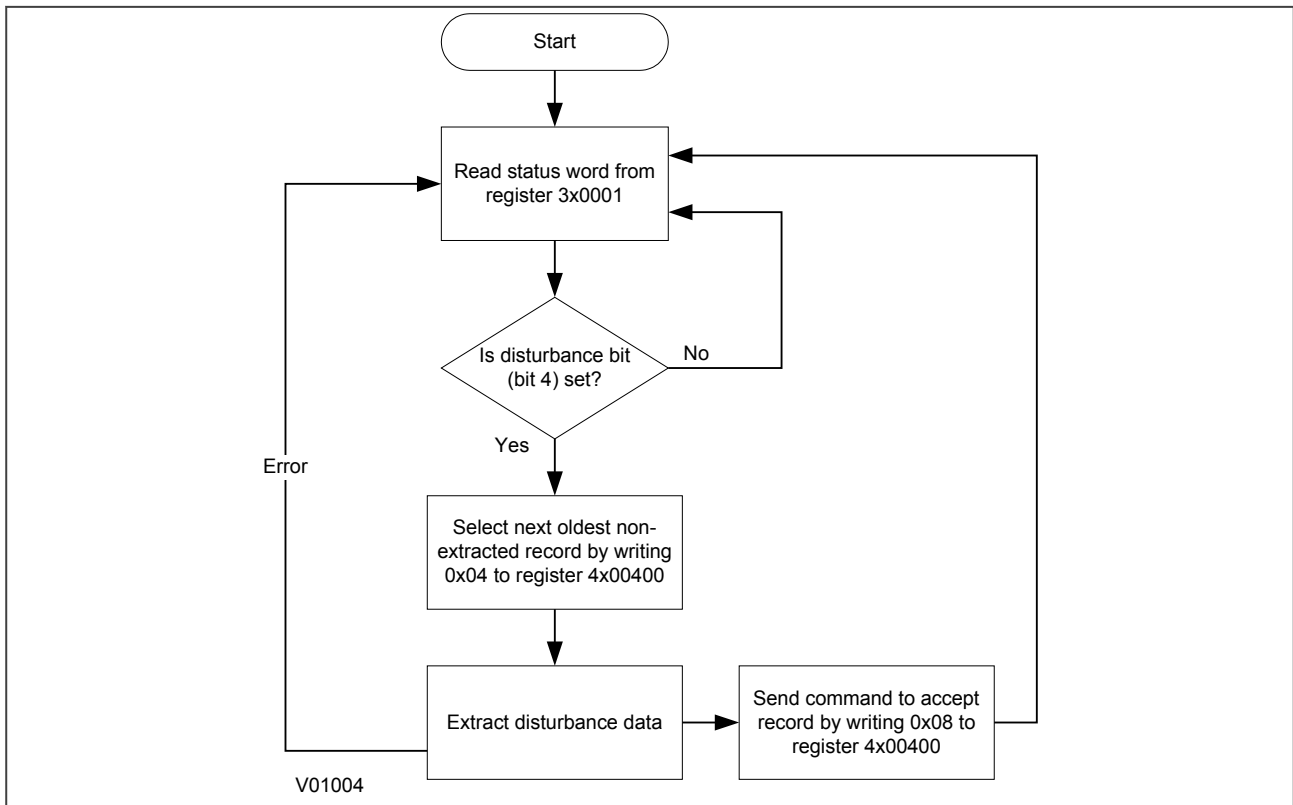 Start
Read status word from
register 3x0001
Is disturbance bit
(bit 4) set?
No
Yes
Error
Select next oldest non-
extracted record by writing
0x04 to register 4x00400
Extract disturbance data
Send command to accept
record by writing 0x08 to
register 4x00400
V01004